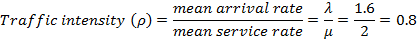 Traffic intensity (ρ) = mean arrival rate / mean service rate = λ / μ = 1.6 / 2 = 0.8